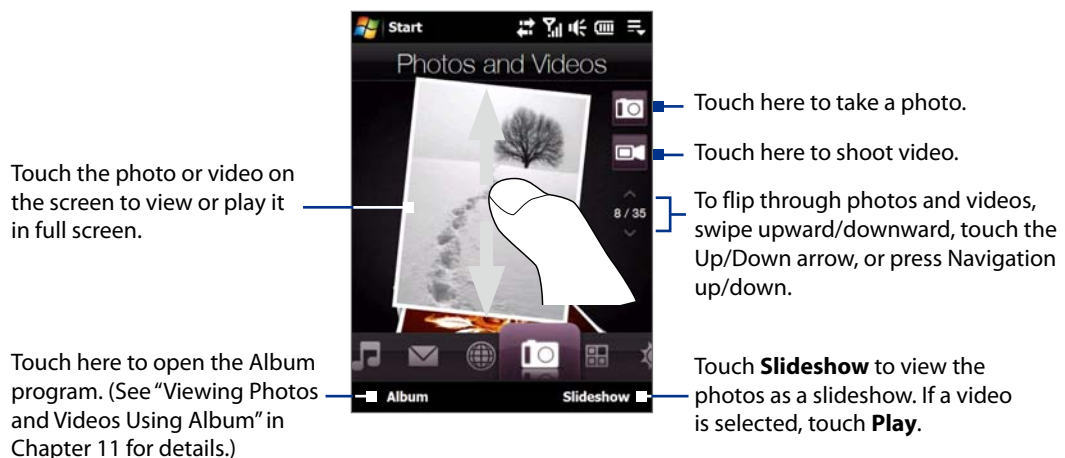 Start
Photos and Videos
Touch here to take a photo.
Touch here to shoot video.
Touch the photo or video on
the screen to view or play it
in full screen.
8 / 35
To flip through photos and videos,
swipe upward/downward, touch the
Up/Down arrow, or press Navigation
up/down.
Touch here to open the Album
program. (See “Viewing Photos
and Videos Using Album” in
Chapter 11 for details.)
Album
Slideshow
Touch Slideshow to view the
photos as a slideshow. If a video
is selected, touch Play.